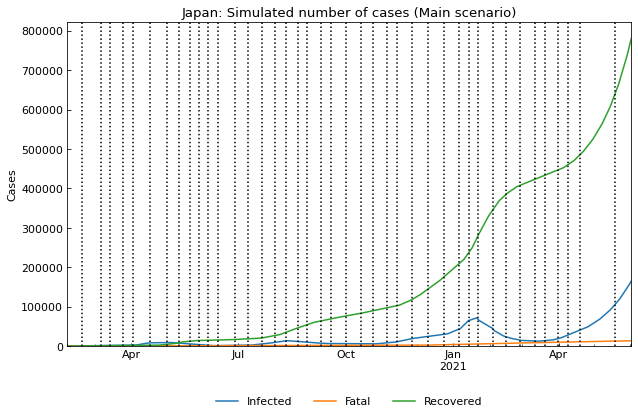 Japan: Simulated number of cases (Main scenario)
800000
700000
600000
500000
400000
300000
200000
100000
0
Cases
Apr
Jul
Oct
Jan
2021
Apr
Infected
Fatal
Recovered